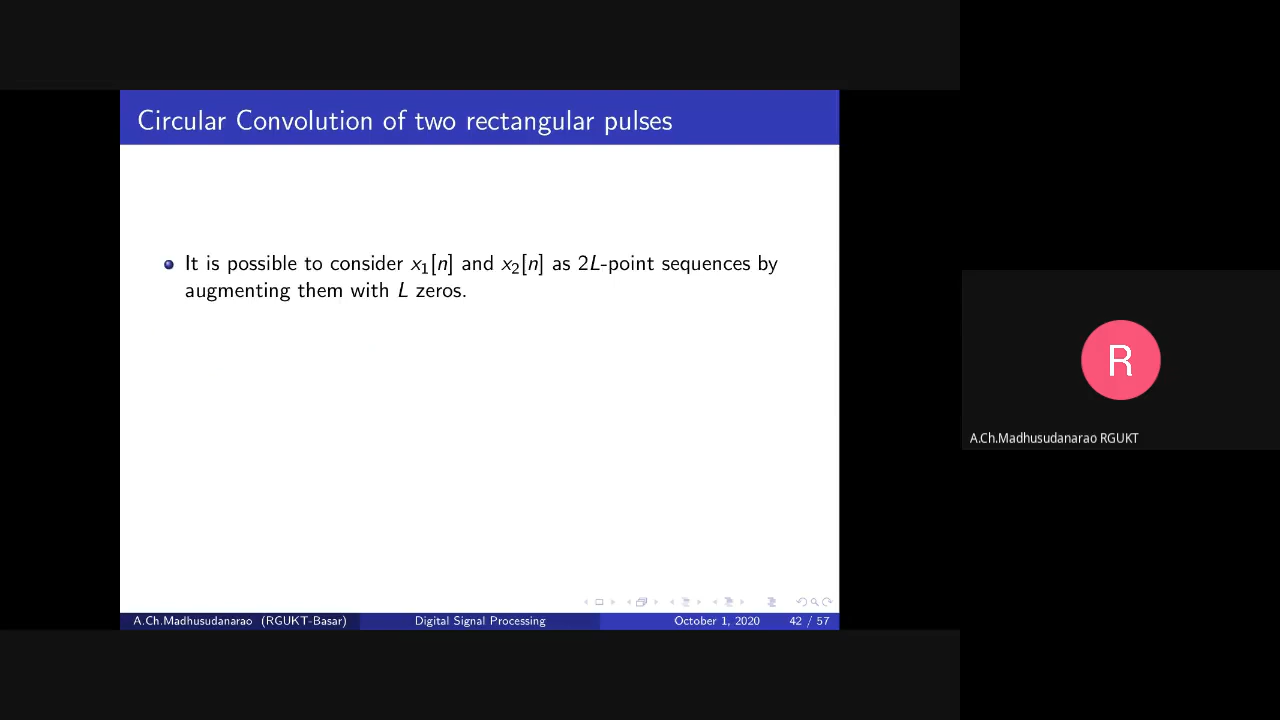 Circular Convolution of two rectangular pulses
It is possible to consider x₁[n] and x₂[n] as 2L-point sequences by
augmenting them with L zeros.
A.Ch.Madhusudanarao (RGUKT-Basar) Digital Signal Processing October 1, 2020 42 / 57
R
A.Ch.Madhusudanarao RGUKT